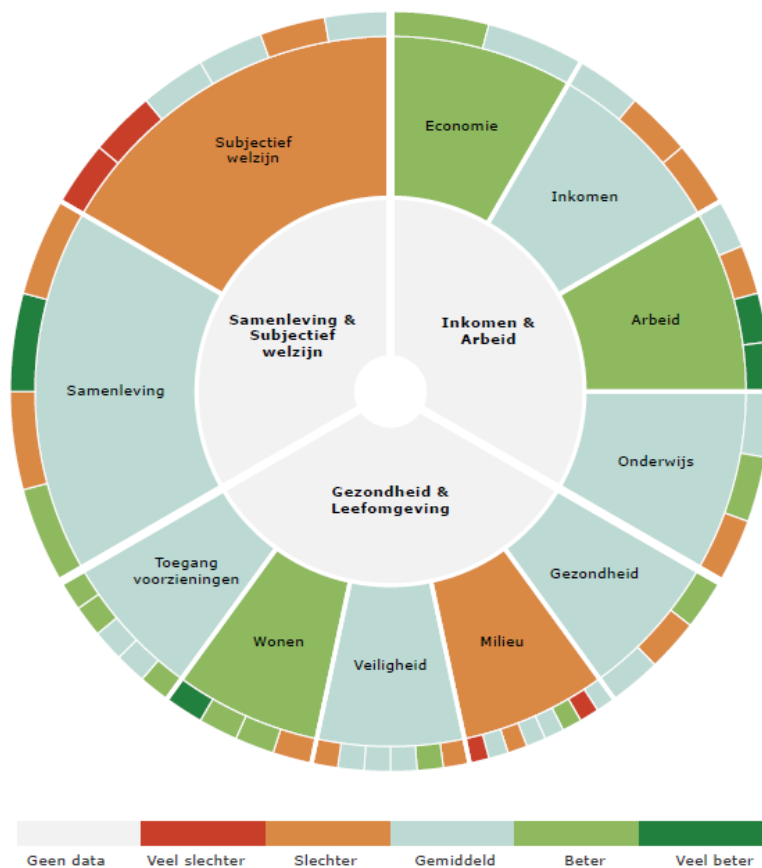 Subjectief
welzijn
Economie
Inkomen
Samenleving &
Subjectief
welzijn
Inkomen &
Arbeid
Arbeid
Samenleving
Onderwijs
Gezondheid &
Leefomgeving
Toegang
voorzieningen
Gezondheid
Wonen
Veiligheid
Milieu
Geen data
Veel slechter
Slechter
Gemiddeld
Beter
Veel beter